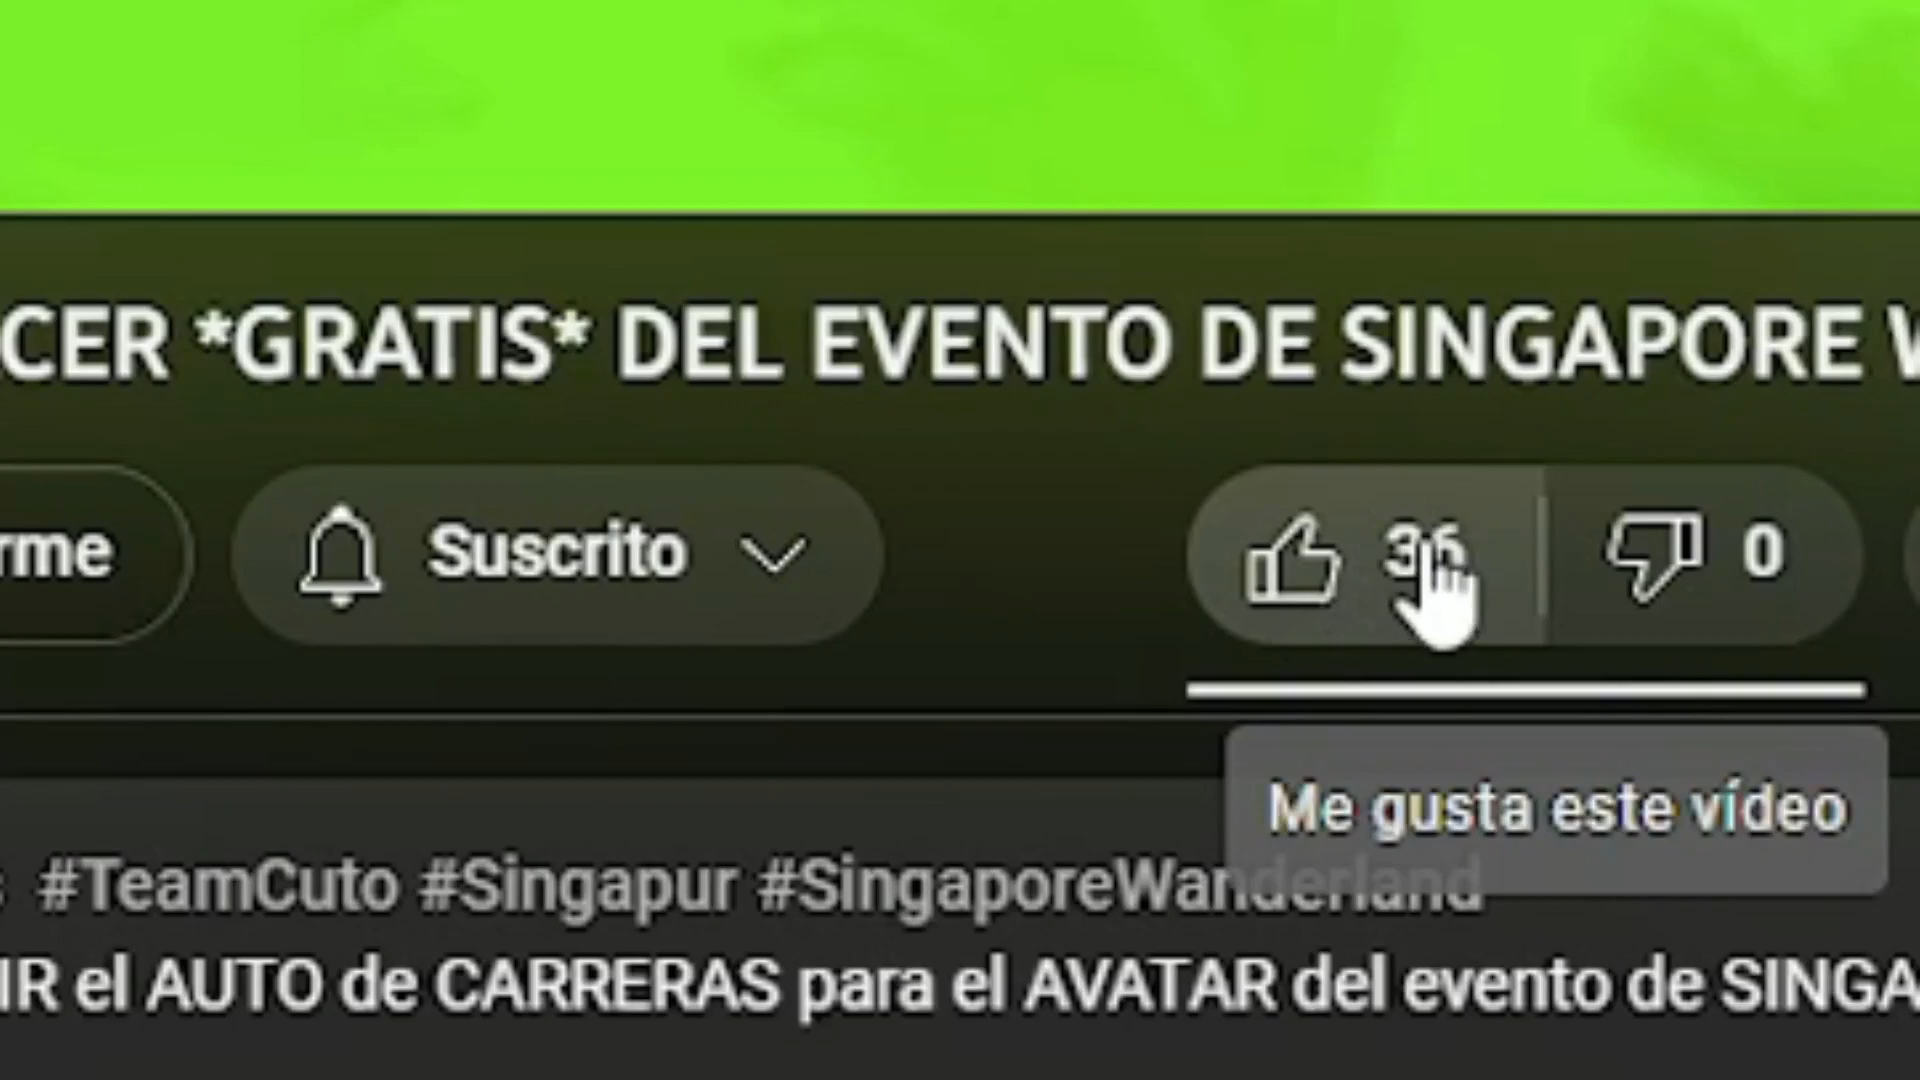 CER *GRATIS* DEL EVENTO DE SINGAPORE W
rme Suscrito 36 0
Me gusta este vídeo
#TeamCuto #Singapur #SingaporeWanderland
IR el AUTO de CARRERAS para el AVATAR del evento de SINGA